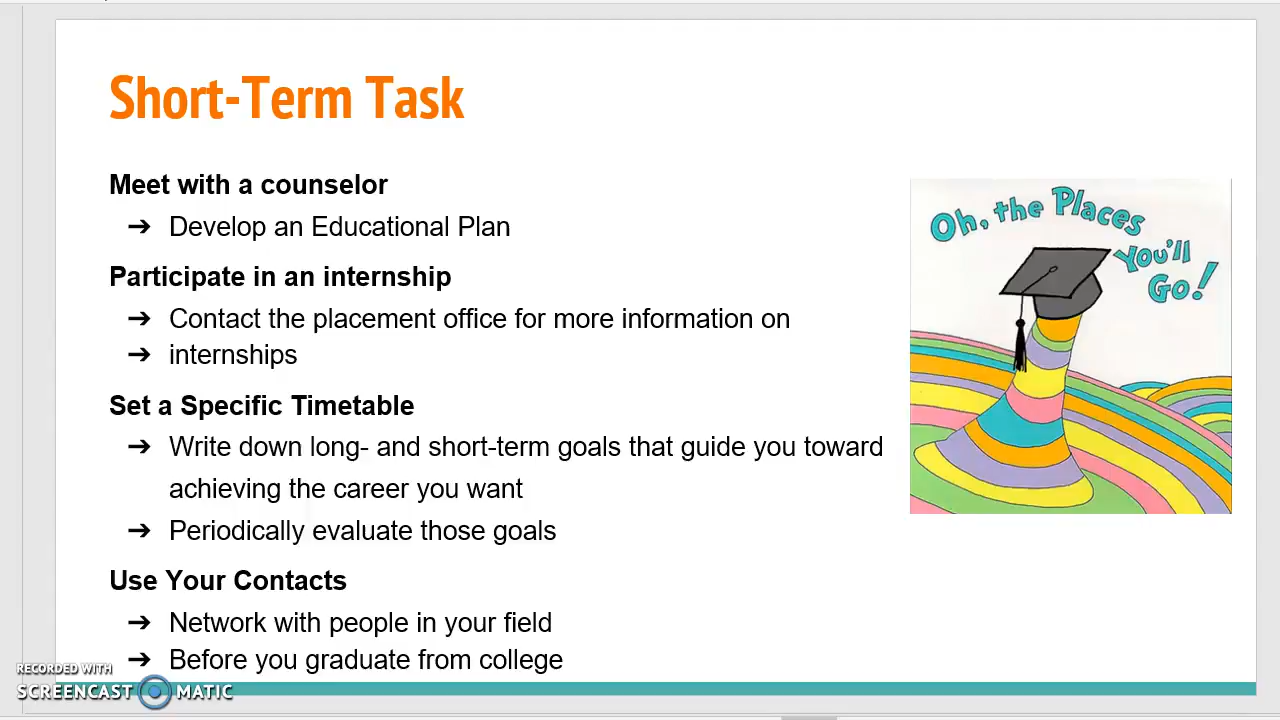 Short-Term Task
Meet with a counselor
➔ Develop an Educational Plan
Participate in an internship
➔ Contact the placement office for more information on
➔ internships
Set a Specific Timetable
➔ Write down long- and short-term goals that guide you toward
achieving the career you want
➔ Periodically evaluate those goals
Use Your Contacts
➔ Network with people in your field
➔ Before you graduate from college
Oh, the Places
You'll
Go!
RECORDED WITH
SCREENCAST MATIC